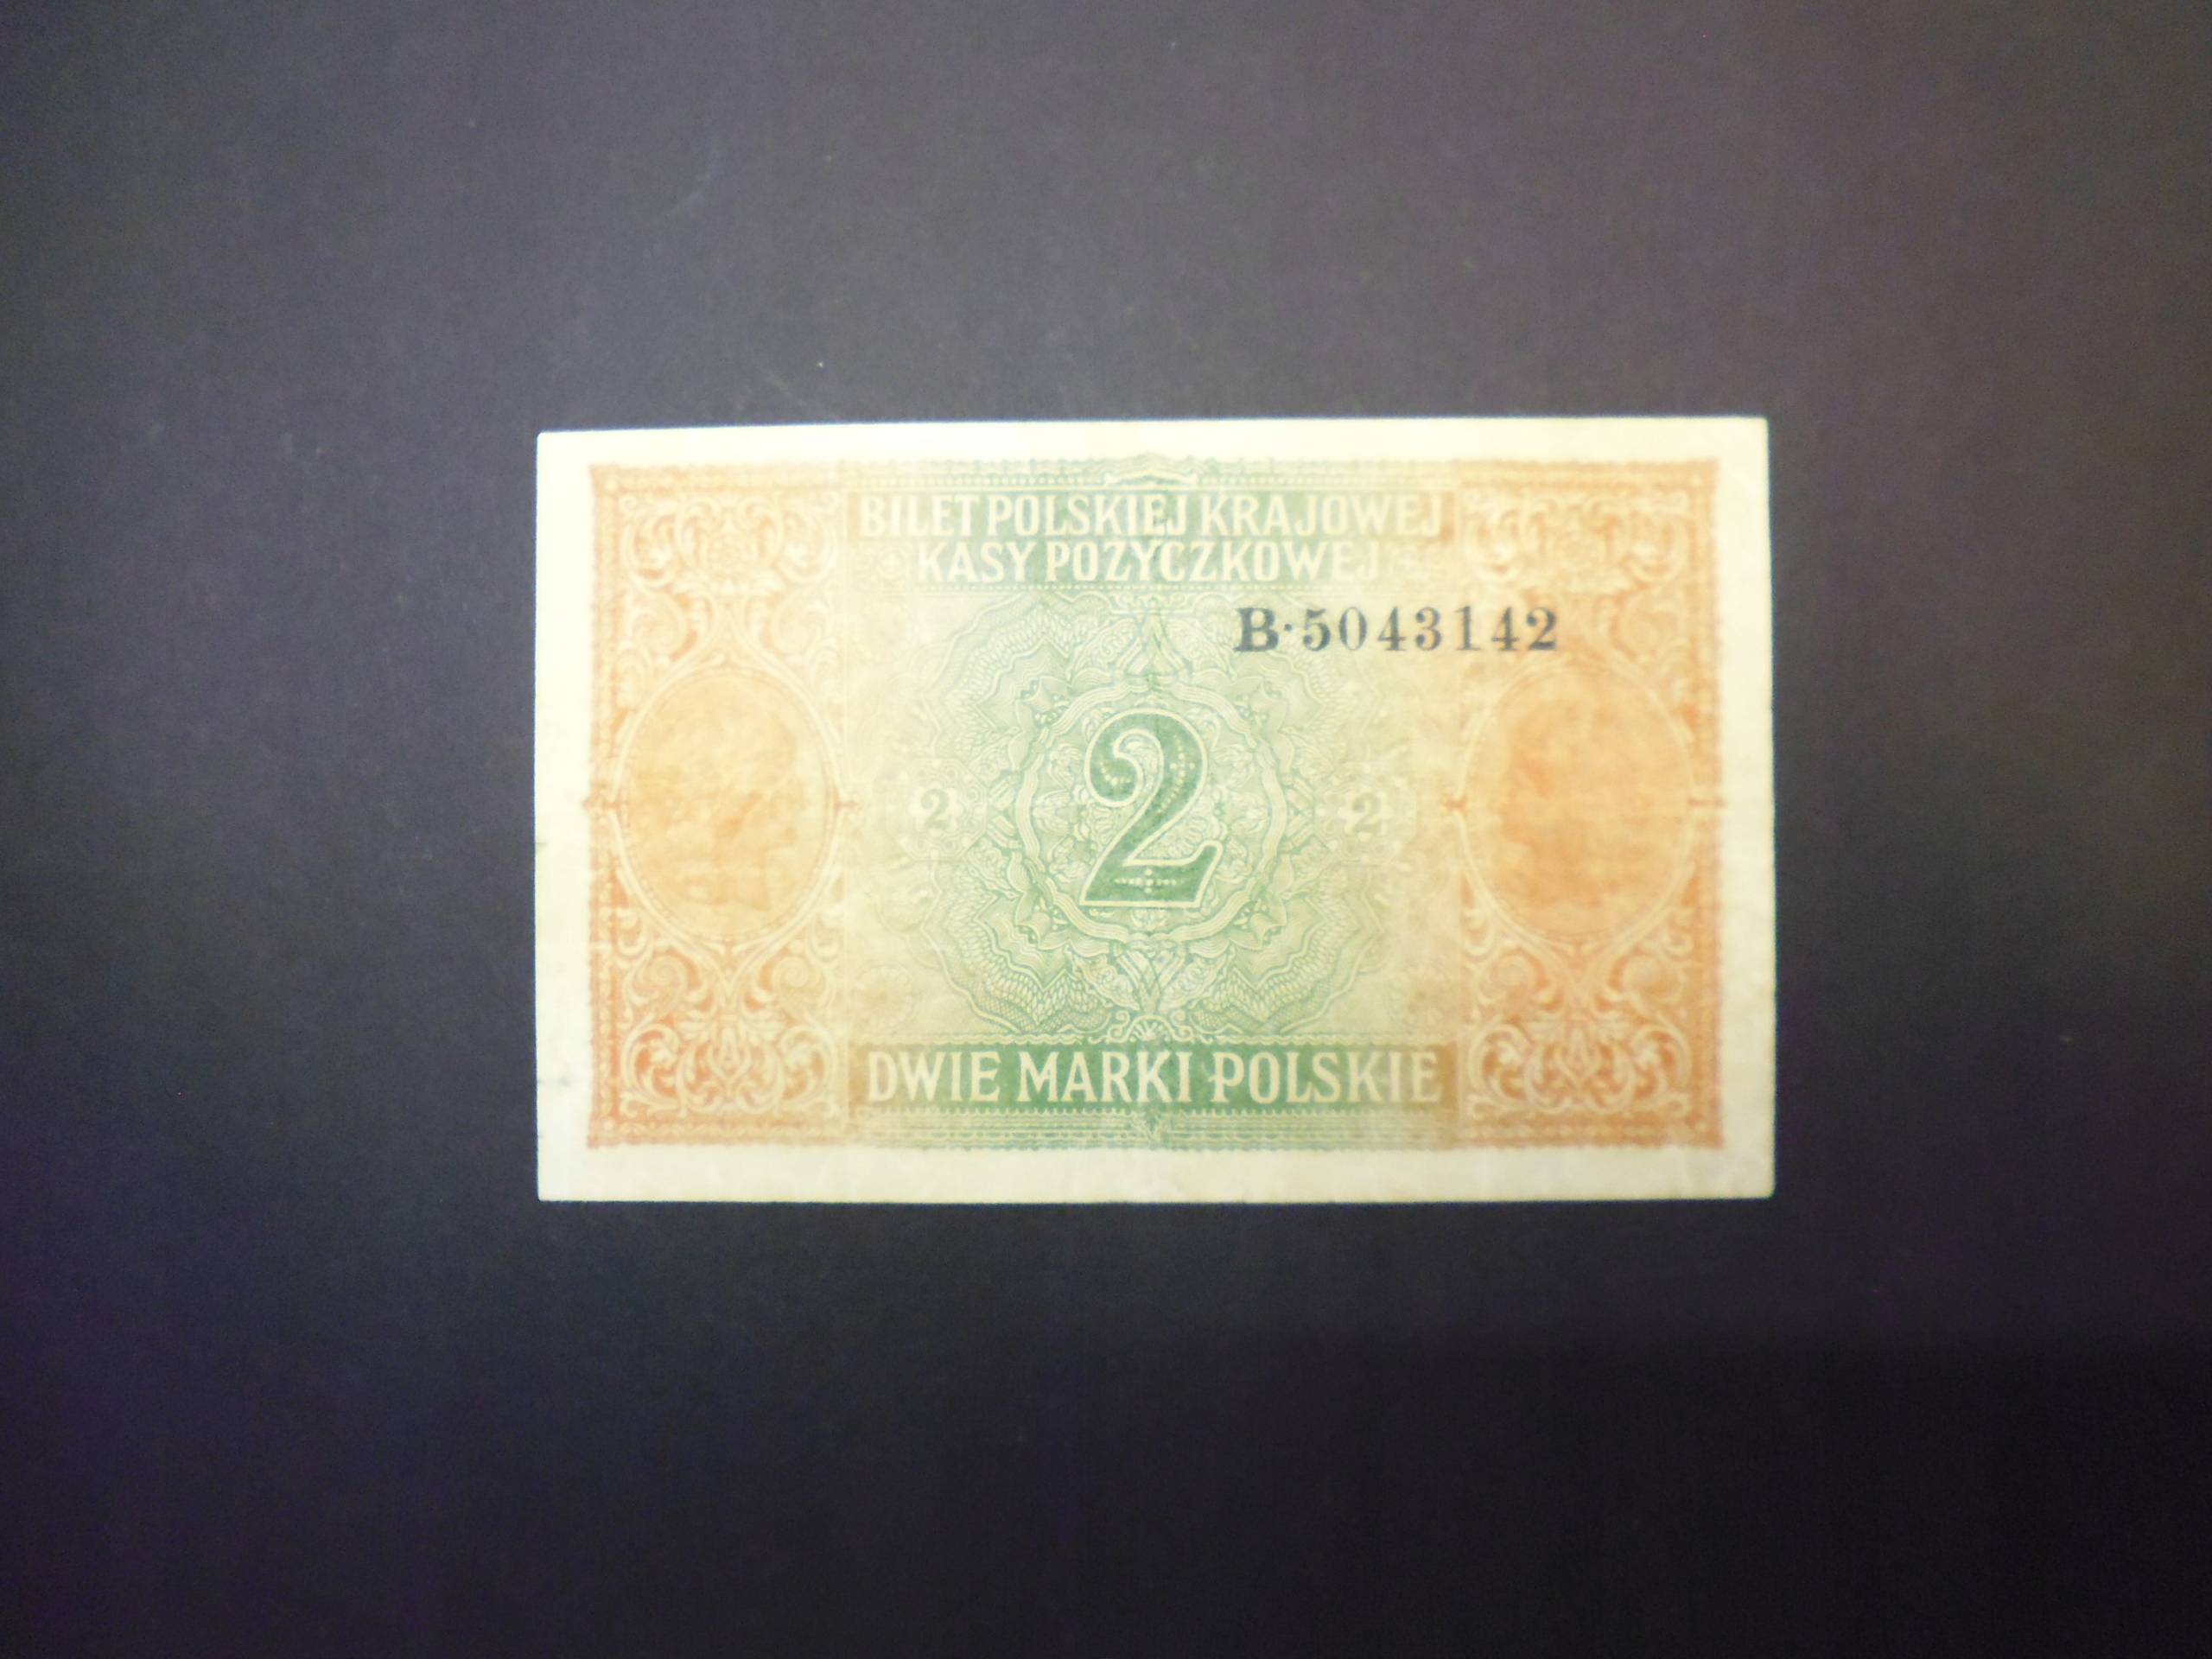 BILET POLSKIEJ KRAJOWEJ
KASY POŻYCZKOWEJ
B·5043142
2 2 2
DWIE MARKI POLSKIE